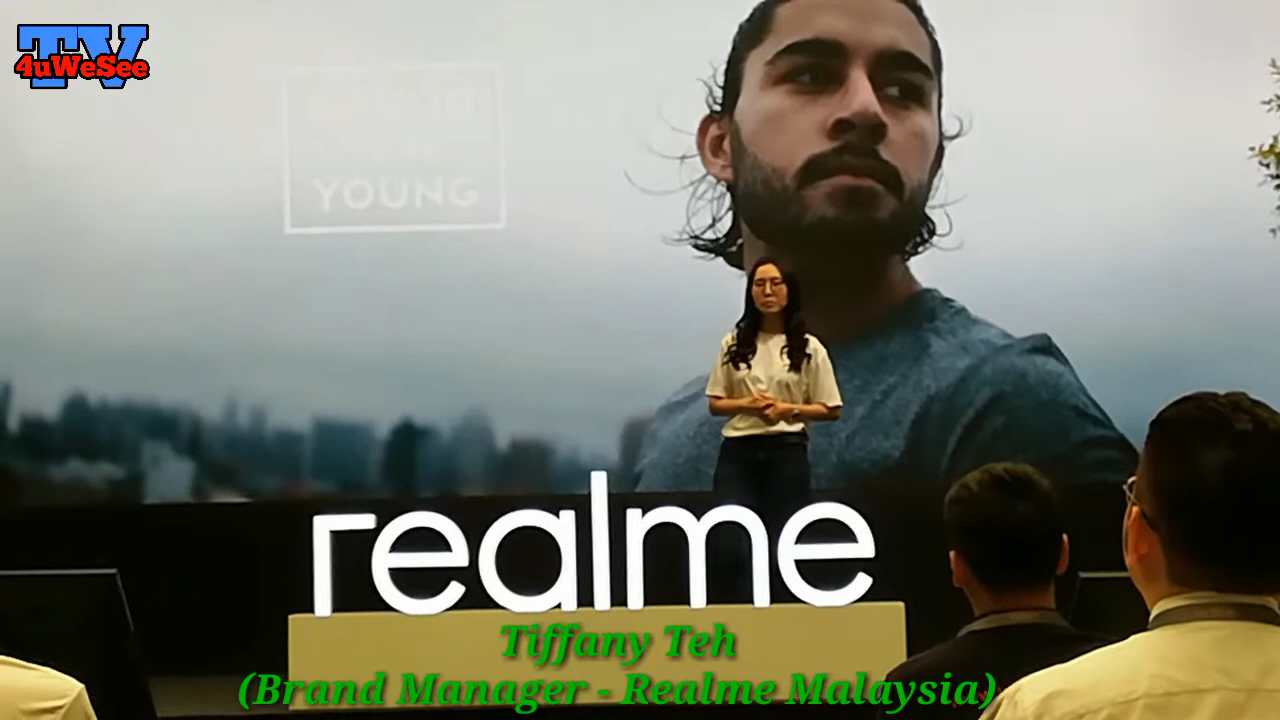 TV
4uWeSee
YOUNG
realme
Tiffany Teh
(Brand Manager - Realme Malaysia)